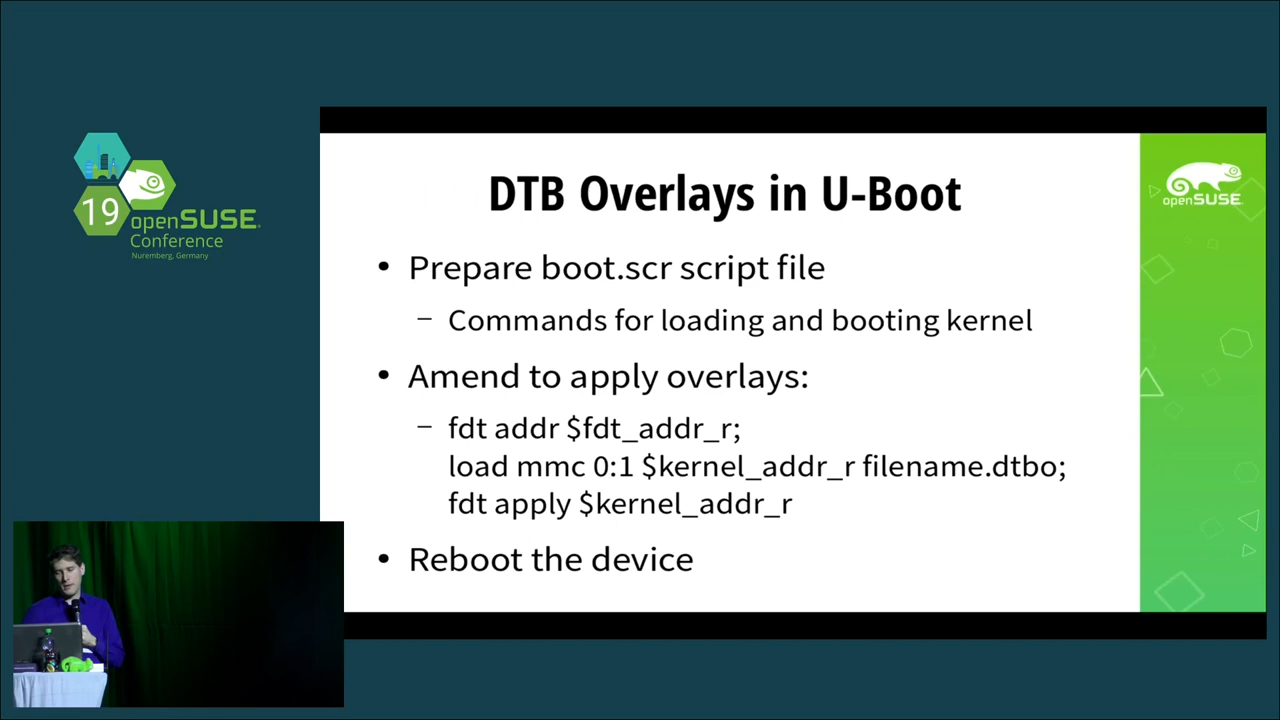 19
openSUSE
Conference
Nuremberg, Germany
openSUSE
DTB Overlays in U-Boot
• Prepare boot.scr script file
– Commands for loading and booting kernel
• Amend to apply overlays:
– fdt addr $fdt_addr_r;
load mmc 0:1 $kernel_addr_r filename.dtbo;
fdt apply $kernel_addr_r
• Reboot the device